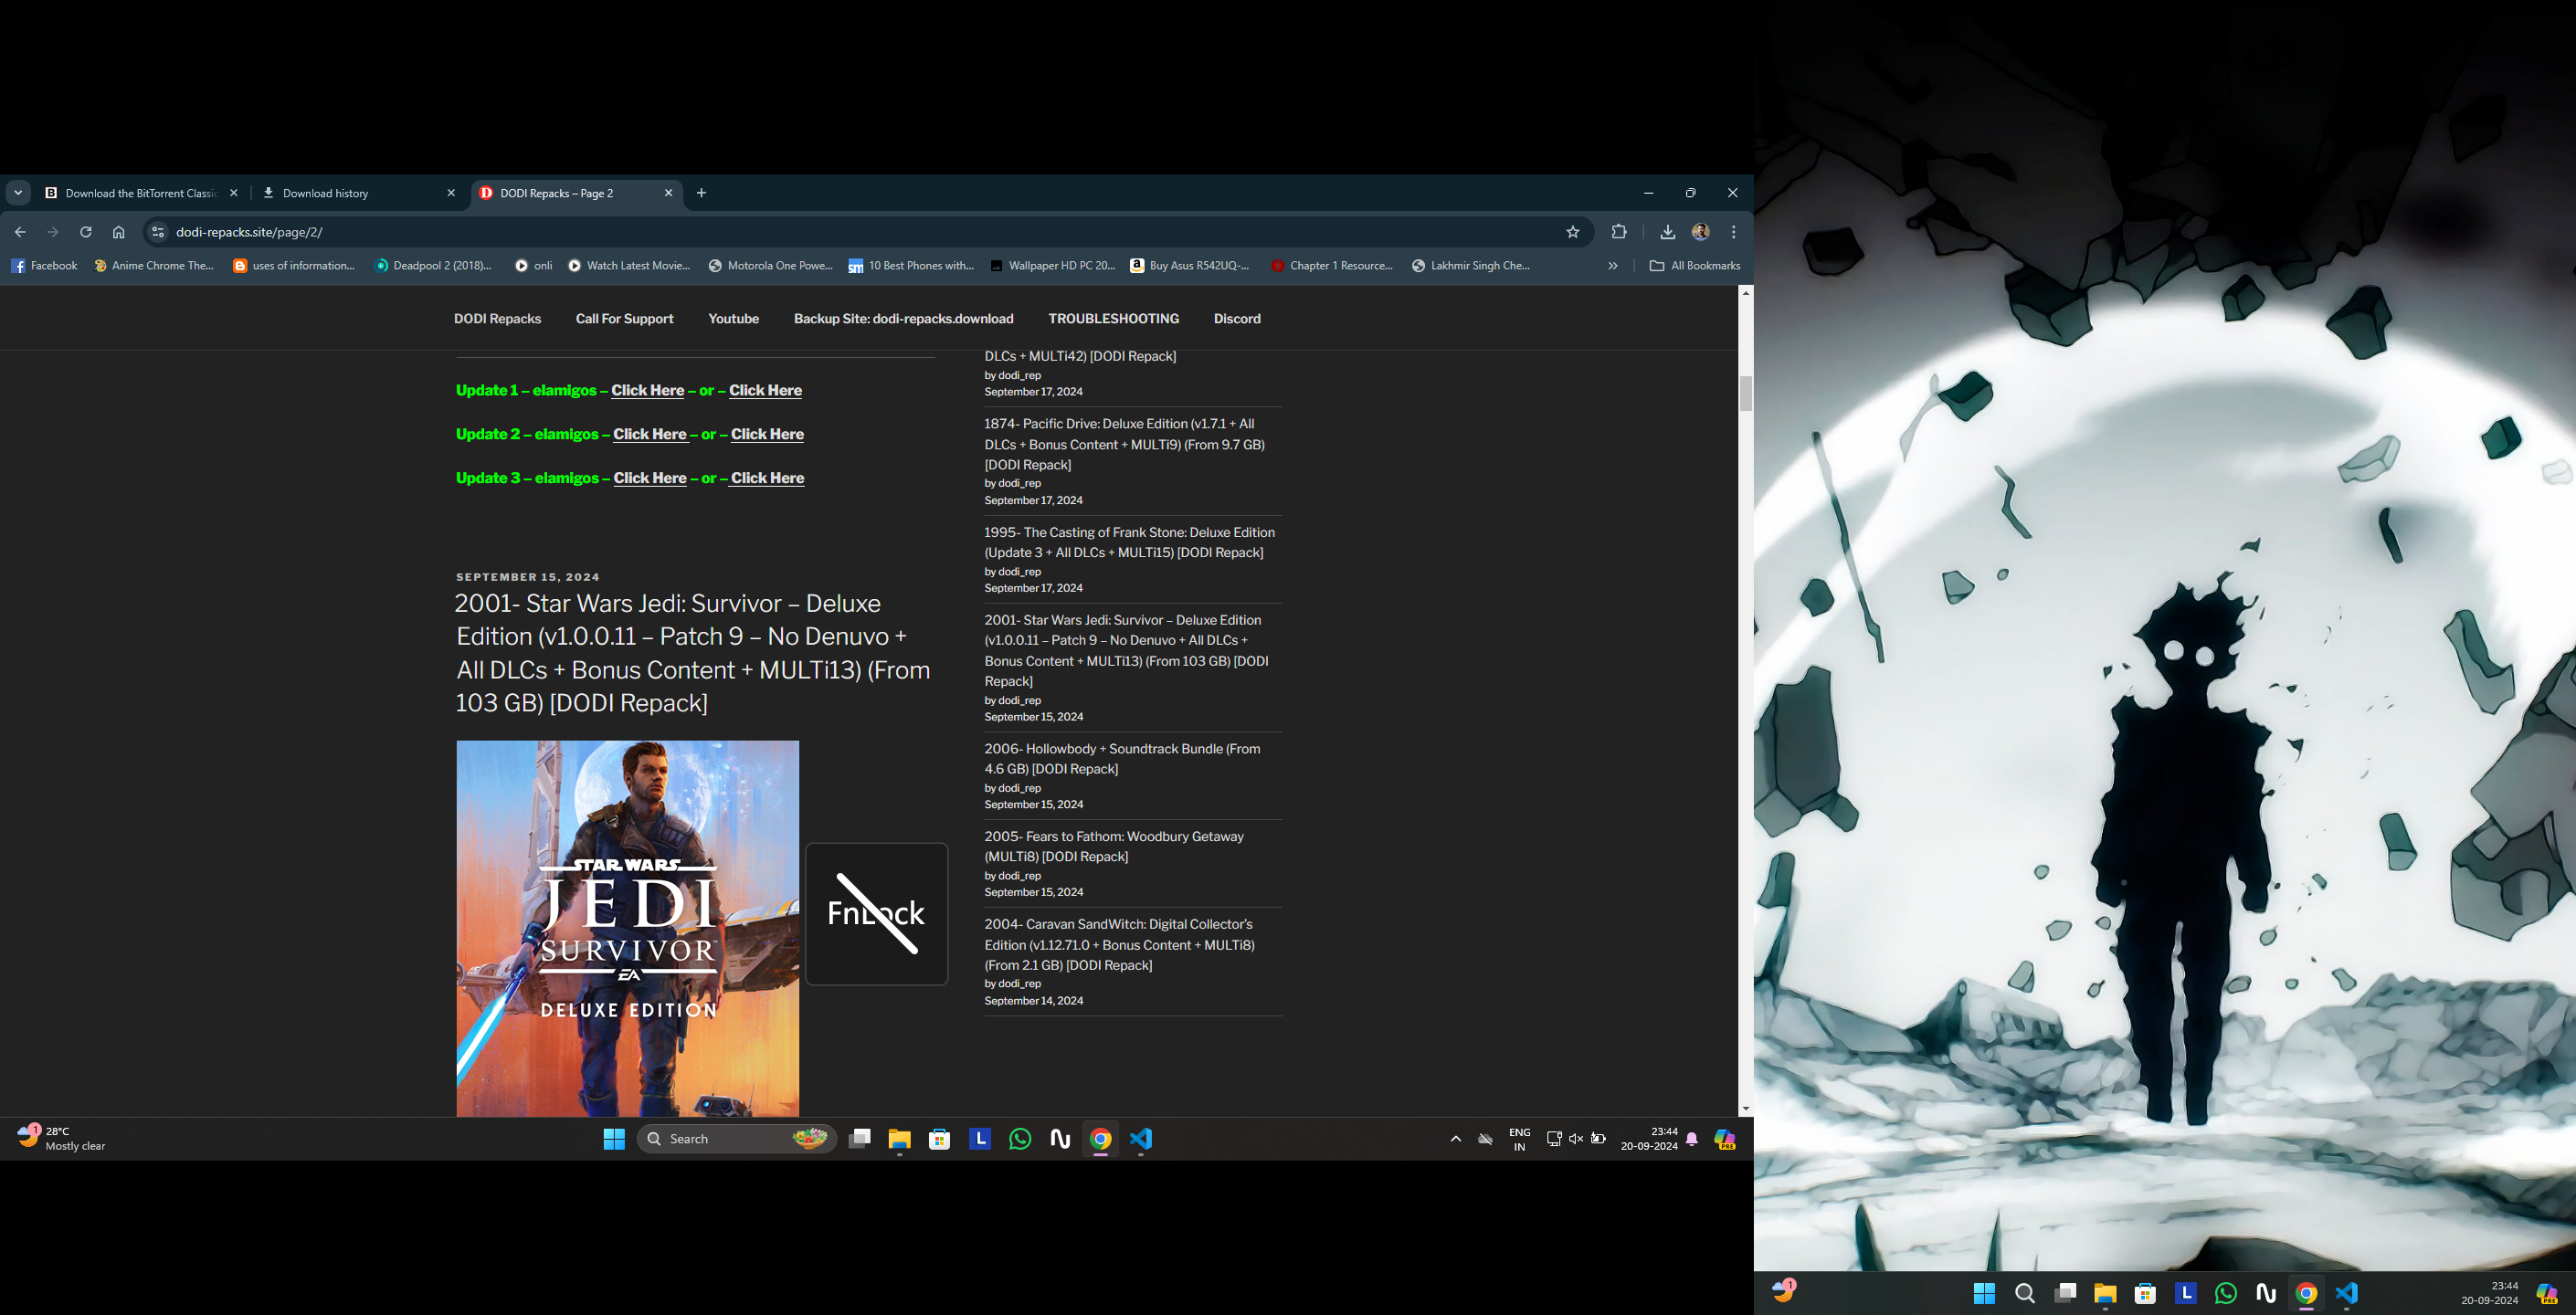 Download the BitTorrent Classic
Download history
DODI Repacks – Page 2
dodi-repacks.site/page/2/
Facebook
Anime Chrome The...
uses of information...
Deadpool 2 (2018)...
onli
Watch Latest Movie...
Motorola One Powe...
sm 10 Best Phones with...
Wallpaper HD PC 20...
Buy Asus R542UQ-...
Chapter 1 Resource...
Lakhmir Singh Che...
All Bookmarks
DODI Repacks
Call For Support
Youtube
Backup Site: dodi-repacks.download
TROUBLESHOOTING
Discord
Update 1 – elamigos – Click Here – or – Click Here
Update 2 – elamigos – Click Here – or – Click Here
Update 3 – elamigos – Click Here – or – Click Here
SEPTEMBER 15, 2024
2001- Star Wars Jedi: Survivor – Deluxe
Edition (v1.0.0.11 – Patch 9 – No Denuvo +
All DLCs + Bonus Content + MULTi13) (From
103 GB) [DODI Repack]
STAR WARS
JEDI
SURVIVOR
EA
DELUXE EDITION
FnLock
DLCs + MULTi42) [DODI Repack]
by dodi_rep
September 17, 2024
1874- Pacific Drive: Deluxe Edition (v1.7.1 + All
DLCs + Bonus Content + MULTi9) (From 9.7 GB)
[DODI Repack]
by dodi_rep
September 17, 2024
1995- The Casting of Frank Stone: Deluxe Edition
(Update 3 + All DLCs + MULTi15) [DODI Repack]
by dodi_rep
September 17, 2024
2001- Star Wars Jedi: Survivor – Deluxe Edition
(v1.0.0.11 – Patch 9 – No Denuvo + All DLCs +
Bonus Content + MULTi13) (From 103 GB) [DODI
Repack]
by dodi_rep
September 15, 2024
2006- Hollowbody + Soundtrack Bundle (From
4.6 GB) [DODI Repack]
by dodi_rep
September 15, 2024
2005- Fears to Fathom: Woodbury Getaway
(MULTi8) [DODI Repack]
by dodi_rep
September 15, 2024
2004- Caravan SandWitch: Digital Collector's
Edition (v1.12.71.0 + Bonus Content + MULTi8)
(From 2.1 GB) [DODI Repack]
by dodi_rep
September 14, 2024
1
28°C
Mostly clear
Search
L
ENG
IN
23:44
20-09-2024
PRE
1
L
23:44
20-09-2024
PRE